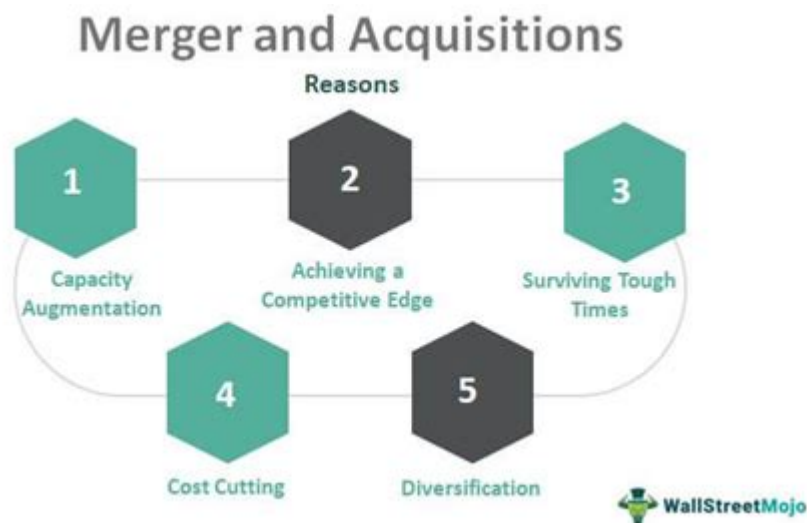 Merger and Acquisitions
Reasons
1
2
3
Capacity
Augmentation
Achieving a
Competitive Edge
Surviving Tough
Times
4
5
Cost Cutting
Diversification
WallStreetMojo